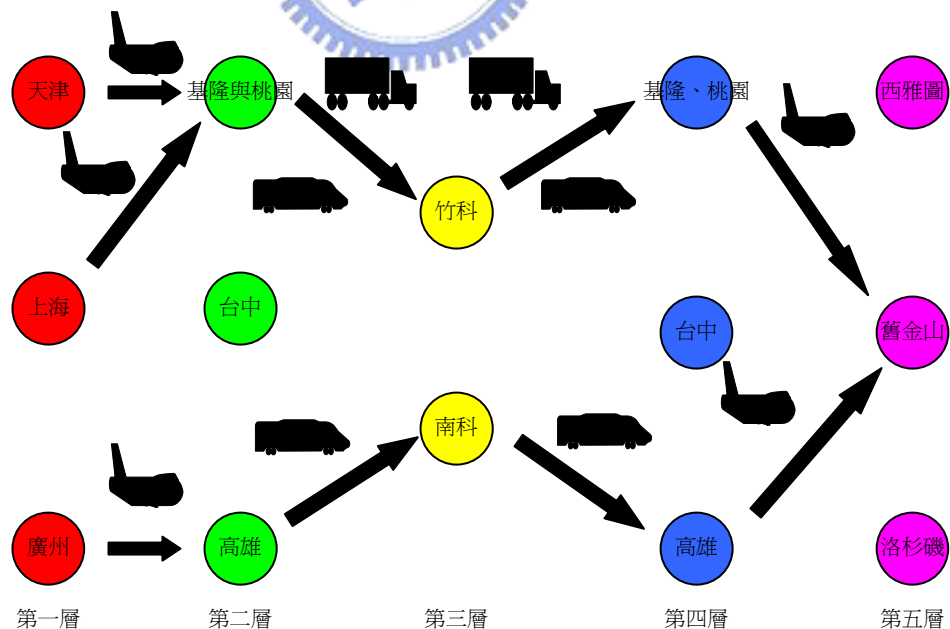 天津
基隆與桃園
基隆、桃園
西雅圖
竹科
上海
台中
台中
舊金山
南科
廣州
高雄
高雄
洛杉磯
第一層
第二層
第三層
第四層
第五層